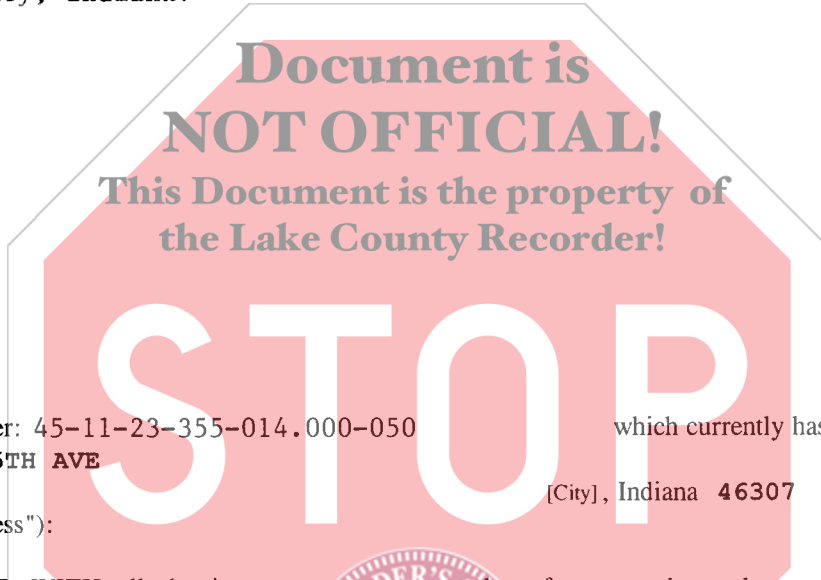 Document is
NOT OFFICIAL!
This Document is the property of
the Lake County Recorder!
STOP
er: 45-11-23-355-014.000-050 which currently has
5TH AVE
[City], Indiana 46307
ess"):